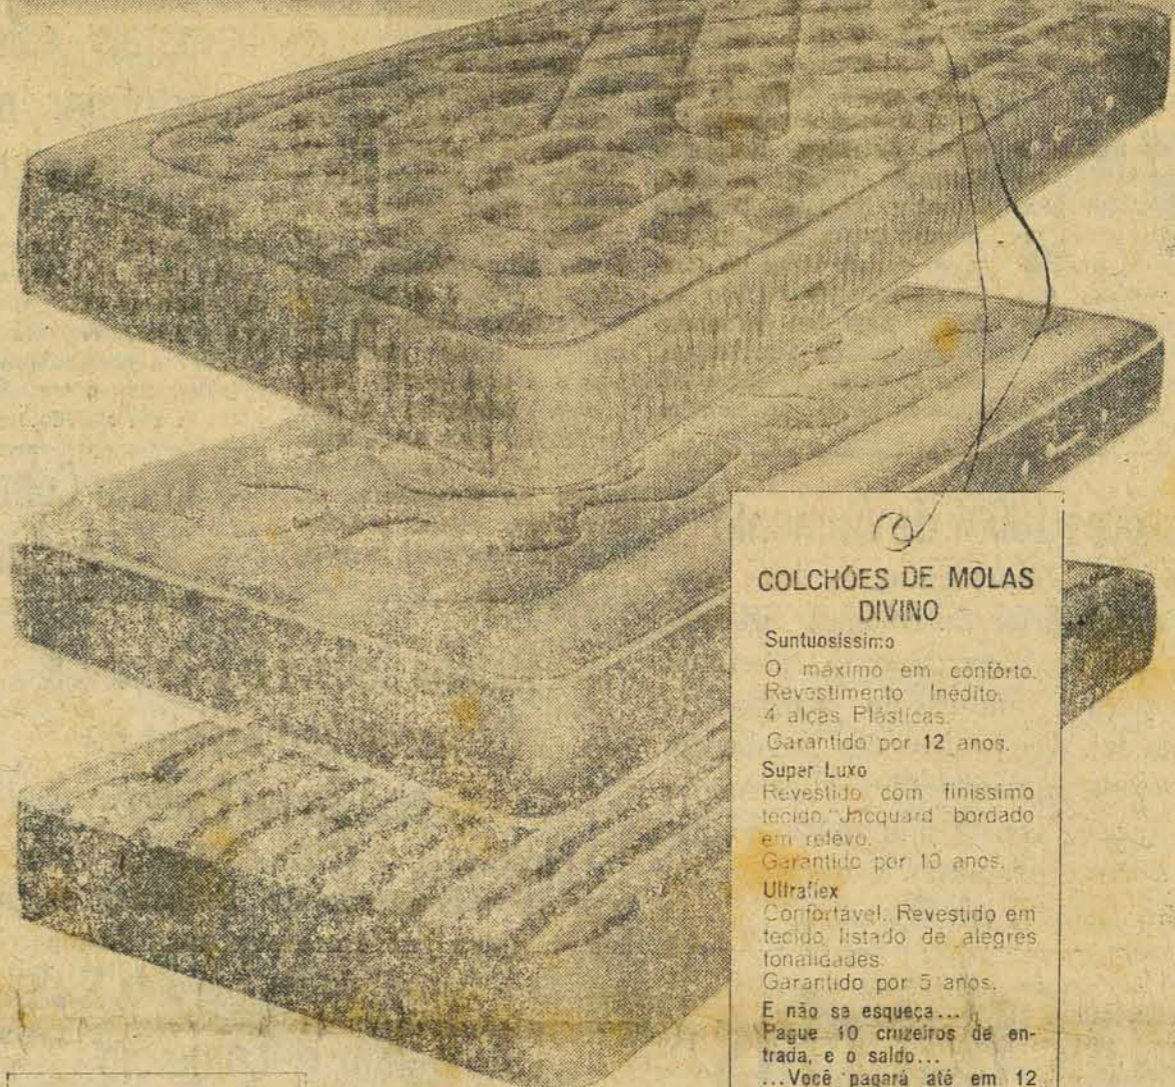 COLCHÕES DE MOLAS
DIVINO
Suntuosissimo
O máximo em confôrto.
Revestimento Inédito.
4 alças Plásticas.
Garantido por 12 anos.
Super Luxo
Revestido com finissimo
tecido "Jacquard" bordado
em relêvo.
Garantido por 10 anos.
Ultraflex
Confortável. Revestido em
tecido listado de alegres
tonalidades.
Garantido por 5 anos.
E não se esqueça...
Pague 10 cruzeiros de en-
trada, e o saldo...
...Você pagará até em 12